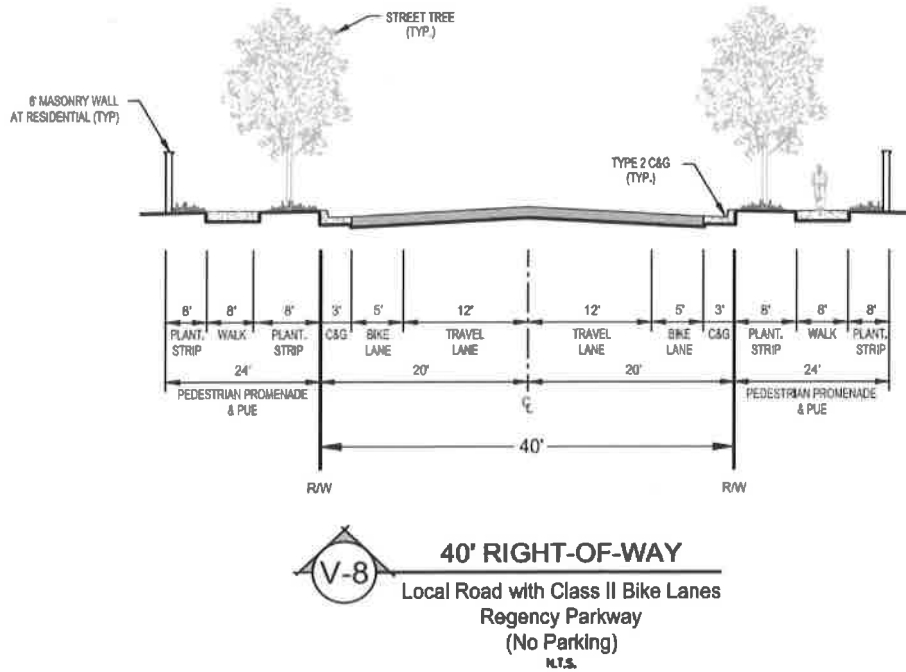 STREET TREE
(TYP.)
6' MASONRY WALL
AT RESIDENTIAL (TYP)
TYPE 2 C&G
(TYP.)
8' 8' 8' 3' 5' 12' 12' 5' 3' 8' 8' 8'
PLANT. STRIP
WALK
PLANT. STRIP
C&G
BIKE LANE
TRAVEL LANE
TRAVEL LANE
BIKE LANE
C&G
PLANT. STRIP
WALK
PLANT. STRIP
24' 20' 20' 24'
PEDESTRIAN PROMENADE
& PUE
PEDESTRIAN PROMENADE
& PUE
℄
40'
R/W R/W
V-8
40' RIGHT-OF-WAY
Local Road with Class II Bike Lanes
Regency Parkway
(No Parking)
N.T.S.